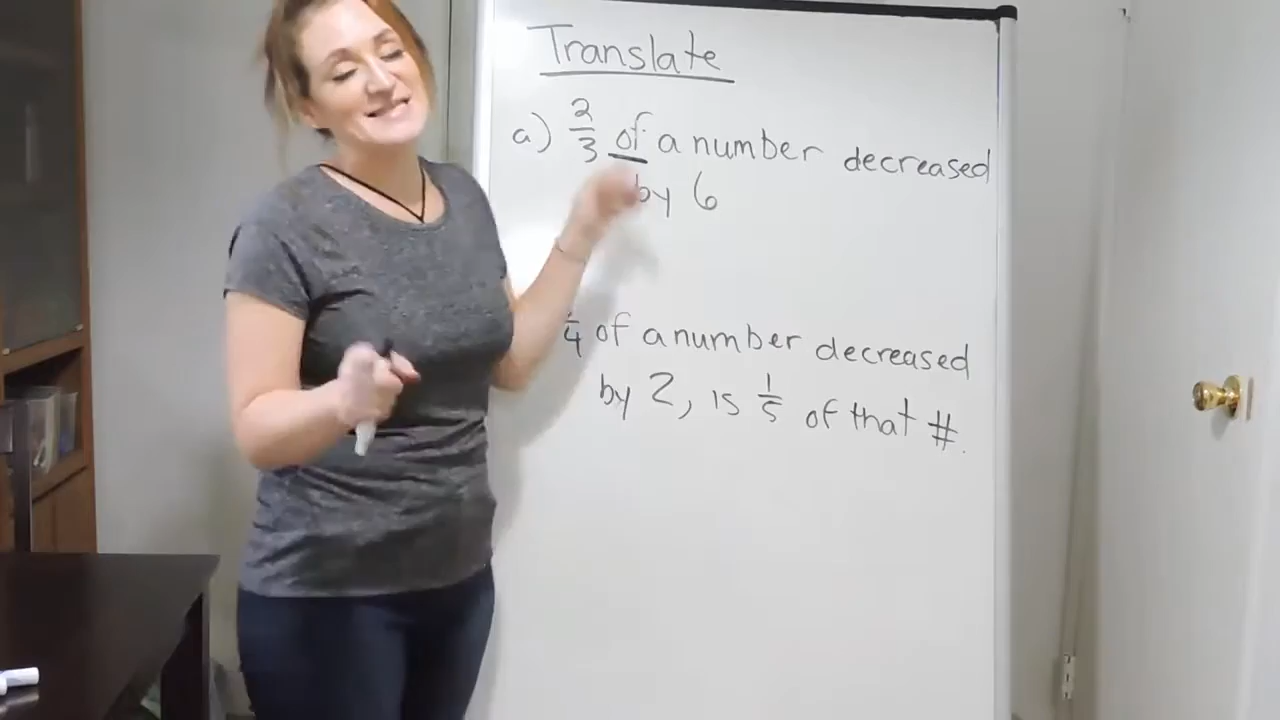 Translate
a) 2/3 of a number decreased
by 6
4 of a number decreased
by 2, is 1/5 of that #.